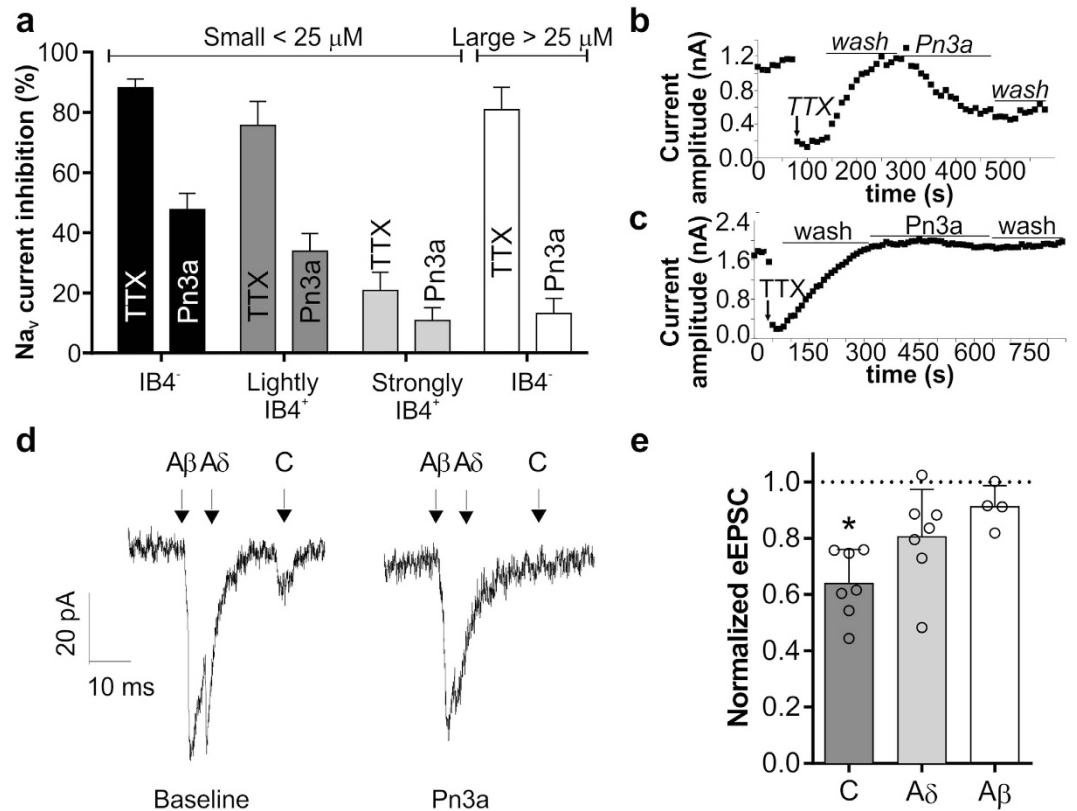 a
Small < 25 μM
Large > 25 μM
Nav current inhibition (%)
100
80
60
40
20
0
TTX
Pn3a
TTX
Pn3a
TTX
Pn3a
TTX
Pn3a
IB4-
Lightly
IB4+
Strongly
IB4+
IB4-
b
Current
amplitude (nA)
1.2
0.8
0.4
0.0
wash
Pn3a
wash
TTX
0
100
200
300
400
500
time (s)
c
Current
amplitude (nA)
2.4
1.6
0.8
0.0
wash
Pn3a
wash
TTX
0
150
300
450
600
750
time (s)
d
Aβ Aδ C
Aβ Aδ C
20 pA
10 ms
Baseline
Pn3a
e
Normalized eEPSC
1.0
0.8
0.6
0.4
0.2
0.0
*
C
Aδ
Aβ